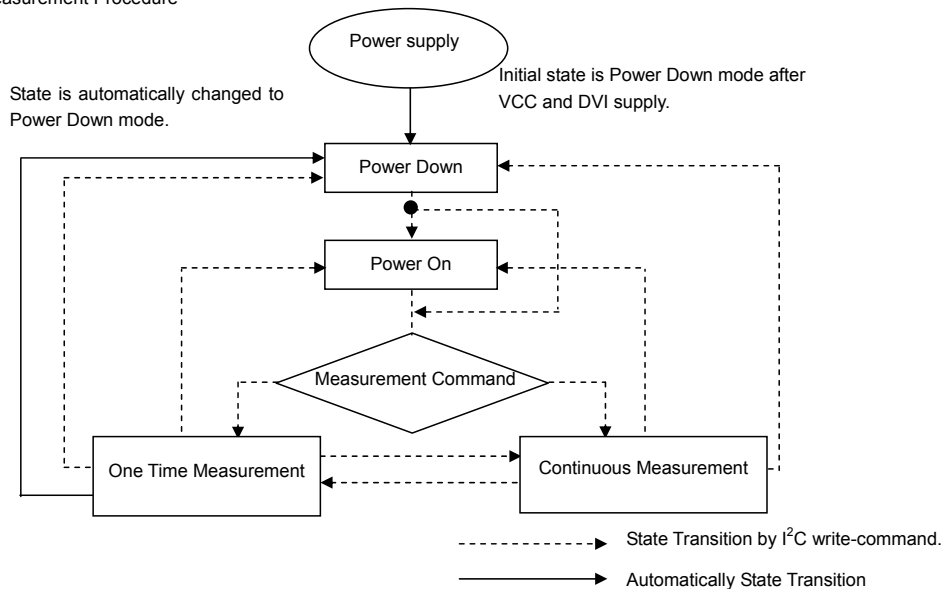 Power supply
Initial state is Power Down mode after
VCC and DVI supply.
State is automatically changed to
Power Down mode.
Power Down
Power On
Measurement Command
One Time Measurement
Continuous Measurement
State Transition by I²C write-command.
Automatically State Transition